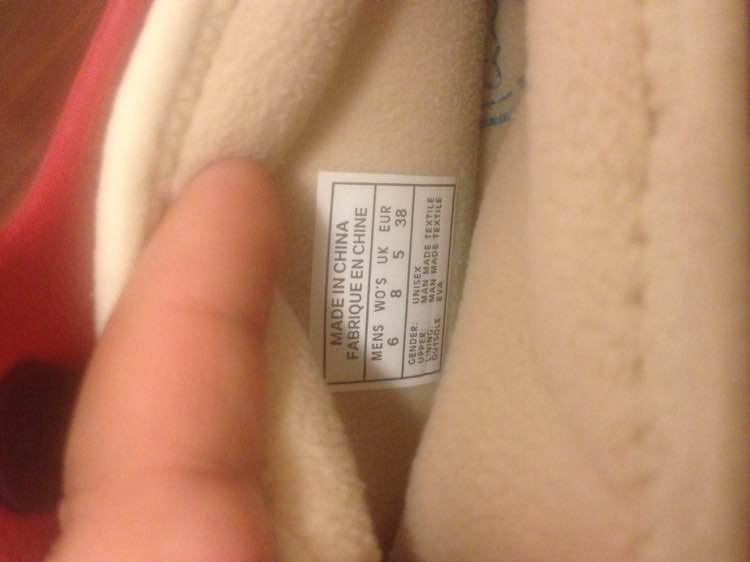 MADE IN CHINA
FABRIQUE EN CHINE
MENS WO'S UK EUR
6 8 5 38
GENDER: UNISEX
UPPER: MAN MADE TEXTILE
LINING: MAN MADE TEXTILE
OUTSOLE: EVA